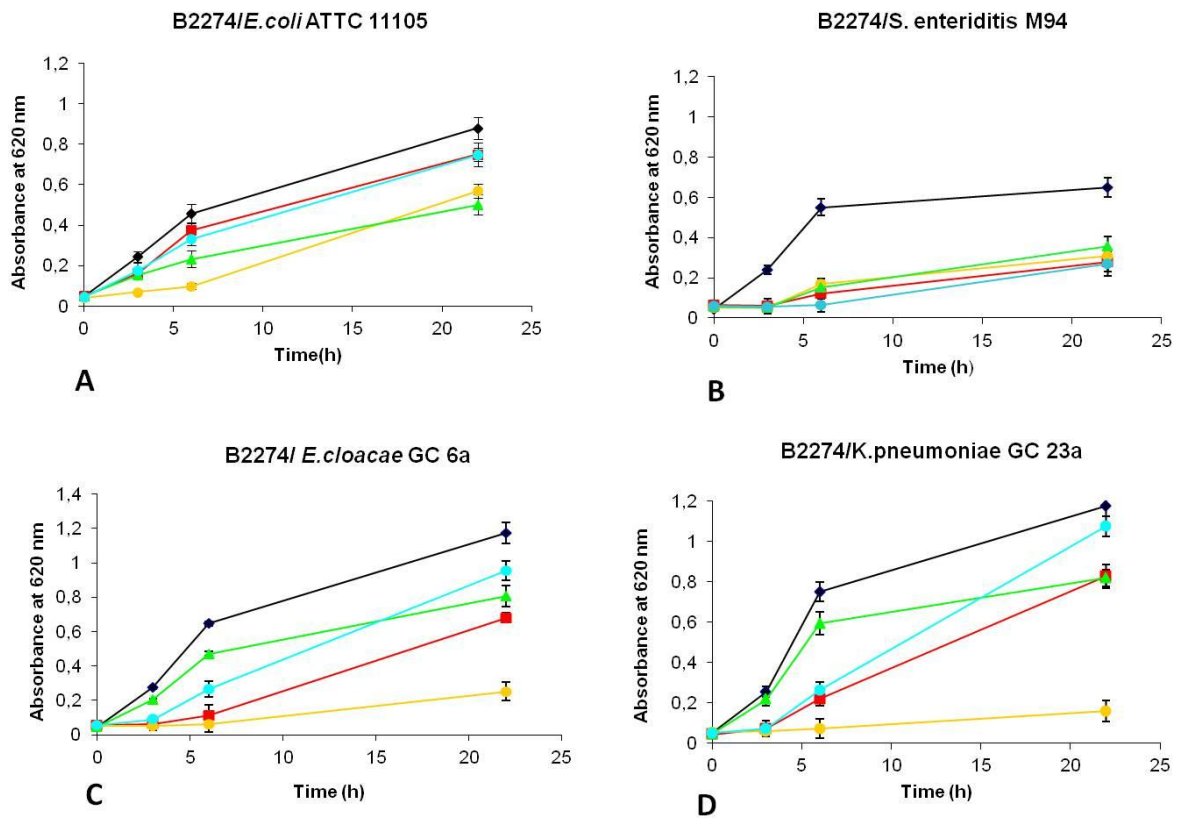 B2274/E.coli ATTC 11105
Absorbance at 620 nm
1,2
1
0,8
0,6
0,4
0,2
0
0 5 10 15 20 25
Time(h)
A
B2274/S. enteriditis M94
Absorbance at 620 nm
1,2
1
0,8
0,6
0,4
0,2
0
0 5 10 15 20 25
Time (h)
B
B2274/ E.cloacae GC 6a
Absorbance at 620 nm
1,4
1,2
1
0,8
0,6
0,4
0,2
0
0 5 10 15 20 25
Time (h)
C
B2274/K.pneumoniae GC 23a
Absorbance at 620 nm
1,2
1
0,8
0,6
0,4
0,2
0
0 5 10 15 20 25
Time (h)
D